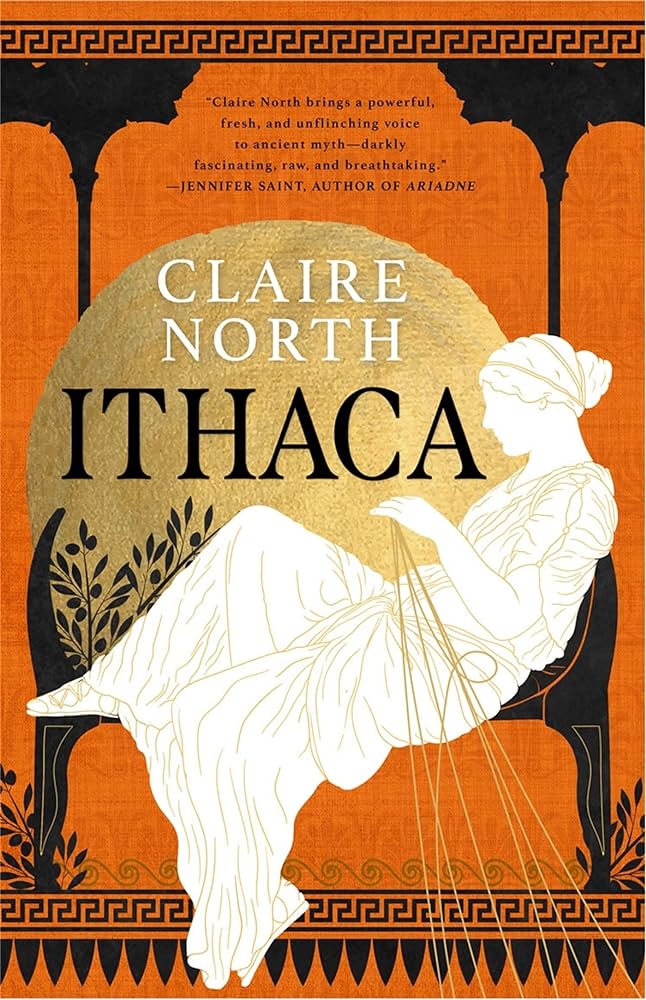 “Claire North brings a powerful,
fresh, and unflinching voice
to ancient myth—darkly
fascinating, raw, and breathtaking.”
—JENNIFER SAINT, AUTHOR OF ARIADNE
CLAIRE
NORTH
ITHACA